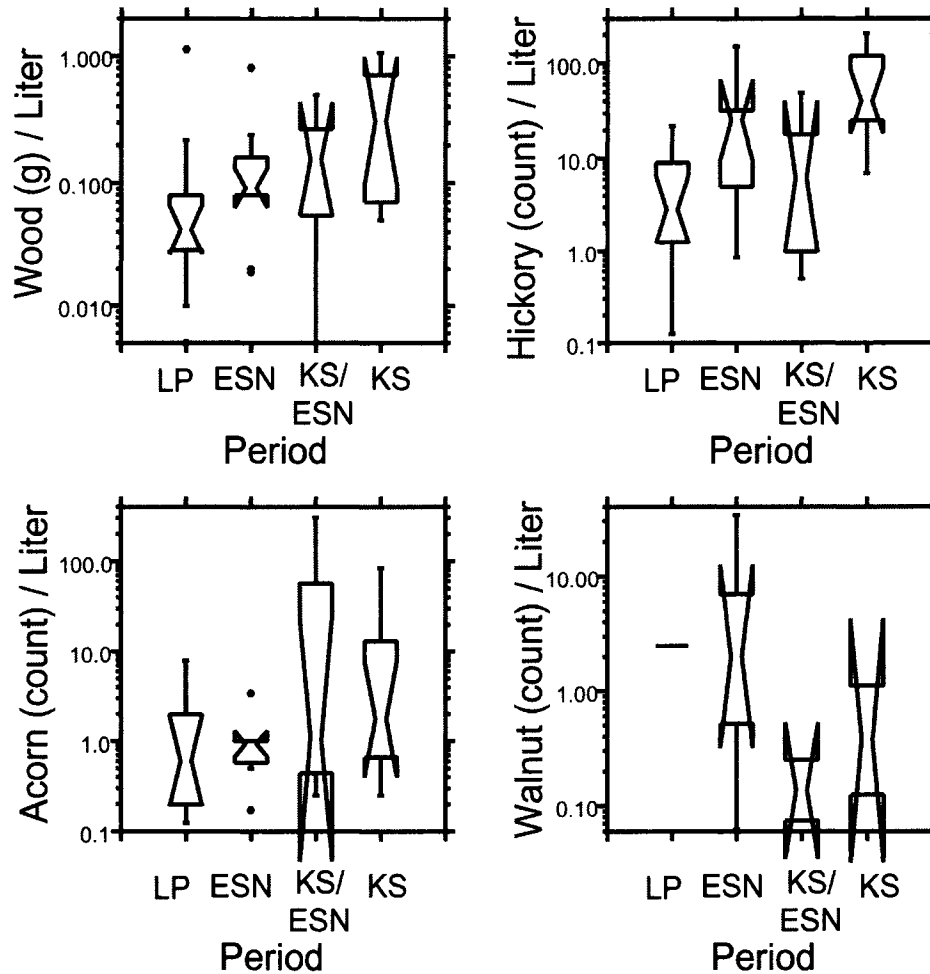 Wood (g) / Liter
1.000
0.100
0.010
LP ESN KS/ KS
ESN
Period
Hickory (count) / Liter
100.0
10.0
1.0
0.1
LP ESN KS/ KS
ESN
Period
Acorn (count) / Liter
100.0
10.0
1.0
0.1
LP ESN KS/ KS
ESN
Period
Walnut (count) / Liter
10.00
1.00
0.10
LP ESN KS/ KS
ESN
Period